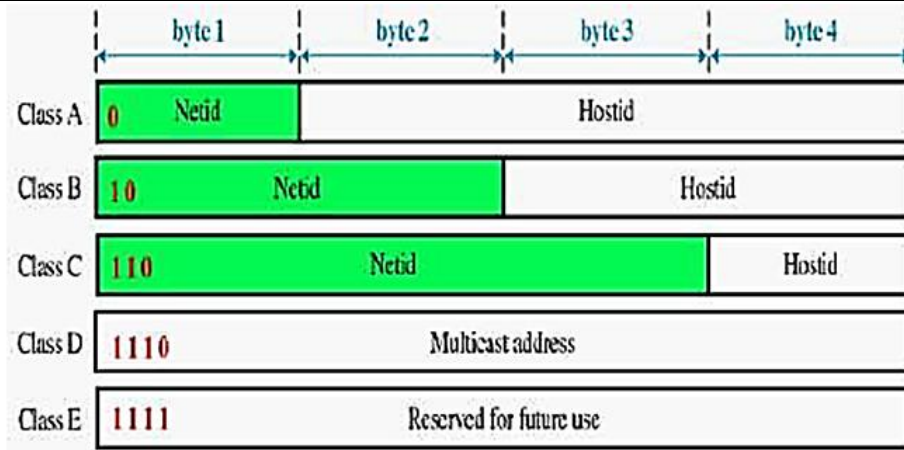 byte 1 byte 2 byte 3 byte 4
Class A 0 Netid Hostid
Class B 10 Netid Hostid
Class C 110 Netid Hostid
Class D 1110 Multicast address
Class E 1111 Reserved for future use